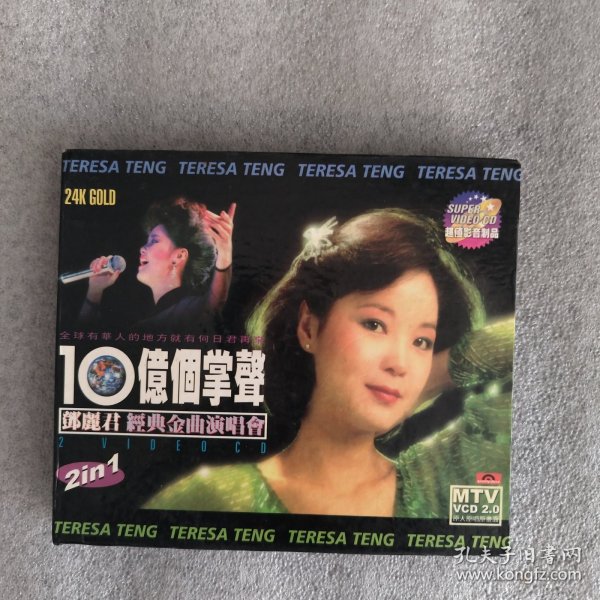 TERESA TENG TERESA TENG TERESA TENG TERESA TENG
24K GOLD
SUPER
VIDEO CD
超值影音制品
全球有華人的地方就有何日君再
10億個掌聲
鄧麗君 經典金曲演唱會
2 VIDEO CD
2in1
MTV
VCD 2.0
TERESA TENG TERESA TENG TERESA TENG TERESA TENG
孔夫子旧书网
www.kongfz.com